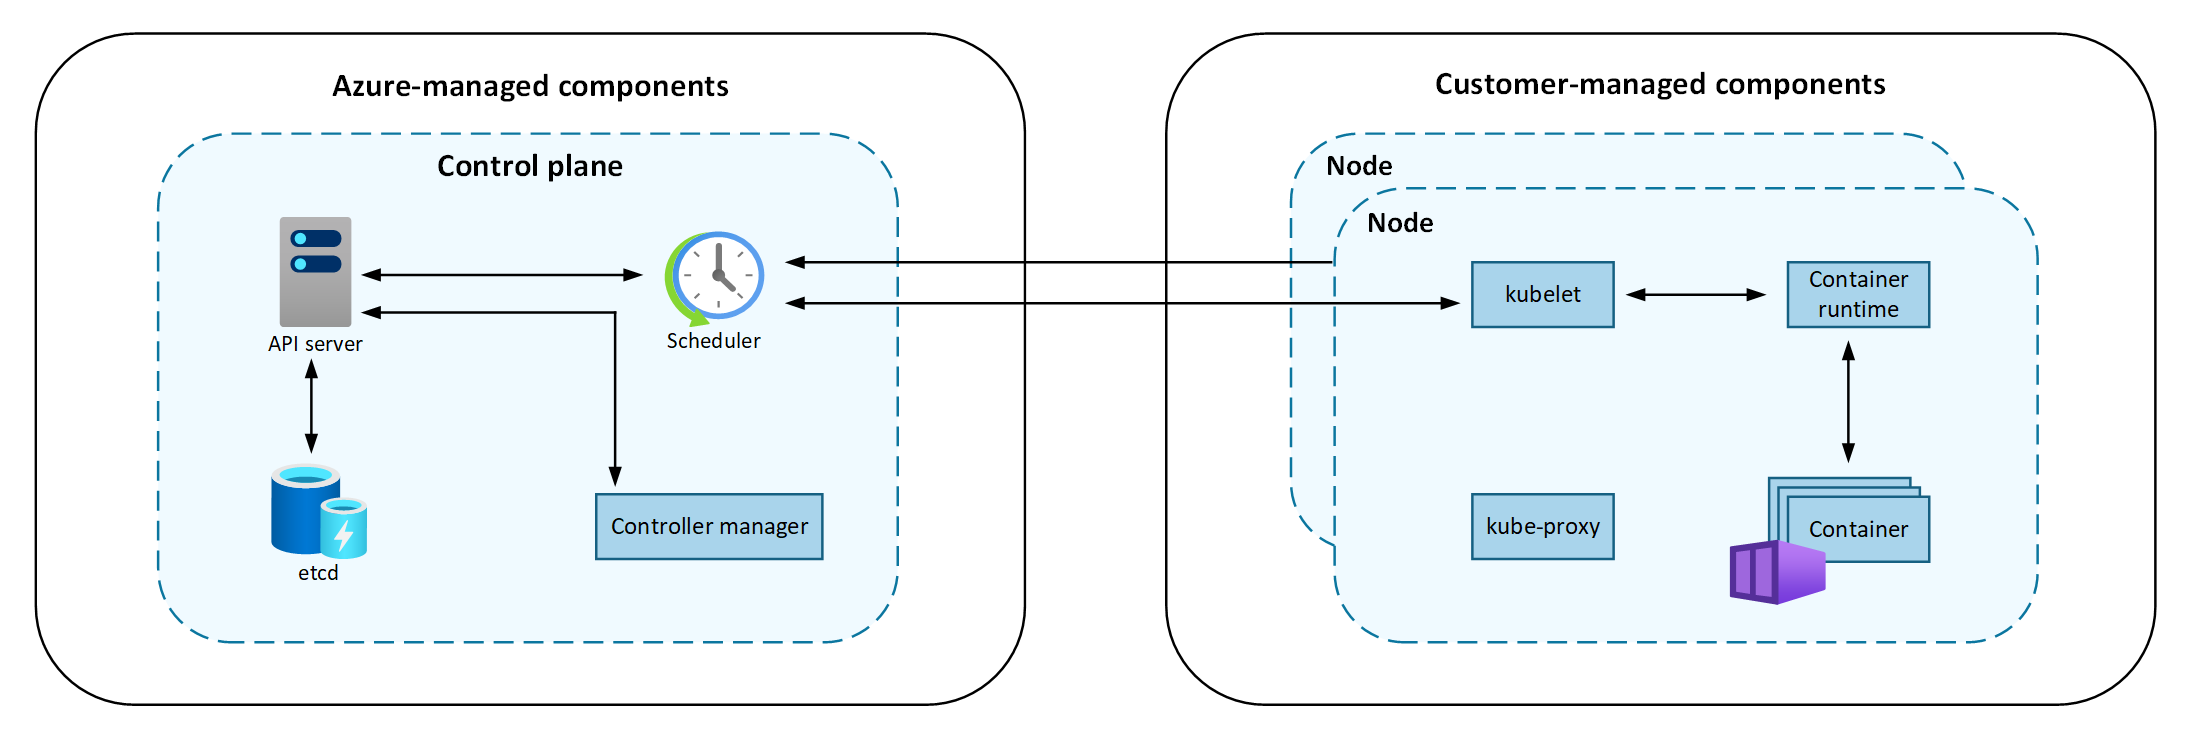 Azure-managed components
Control plane
API server
Scheduler
etcd
Controller manager
Customer-managed components
Node
Node
kubelet
Container
runtime
kube-proxy
Container